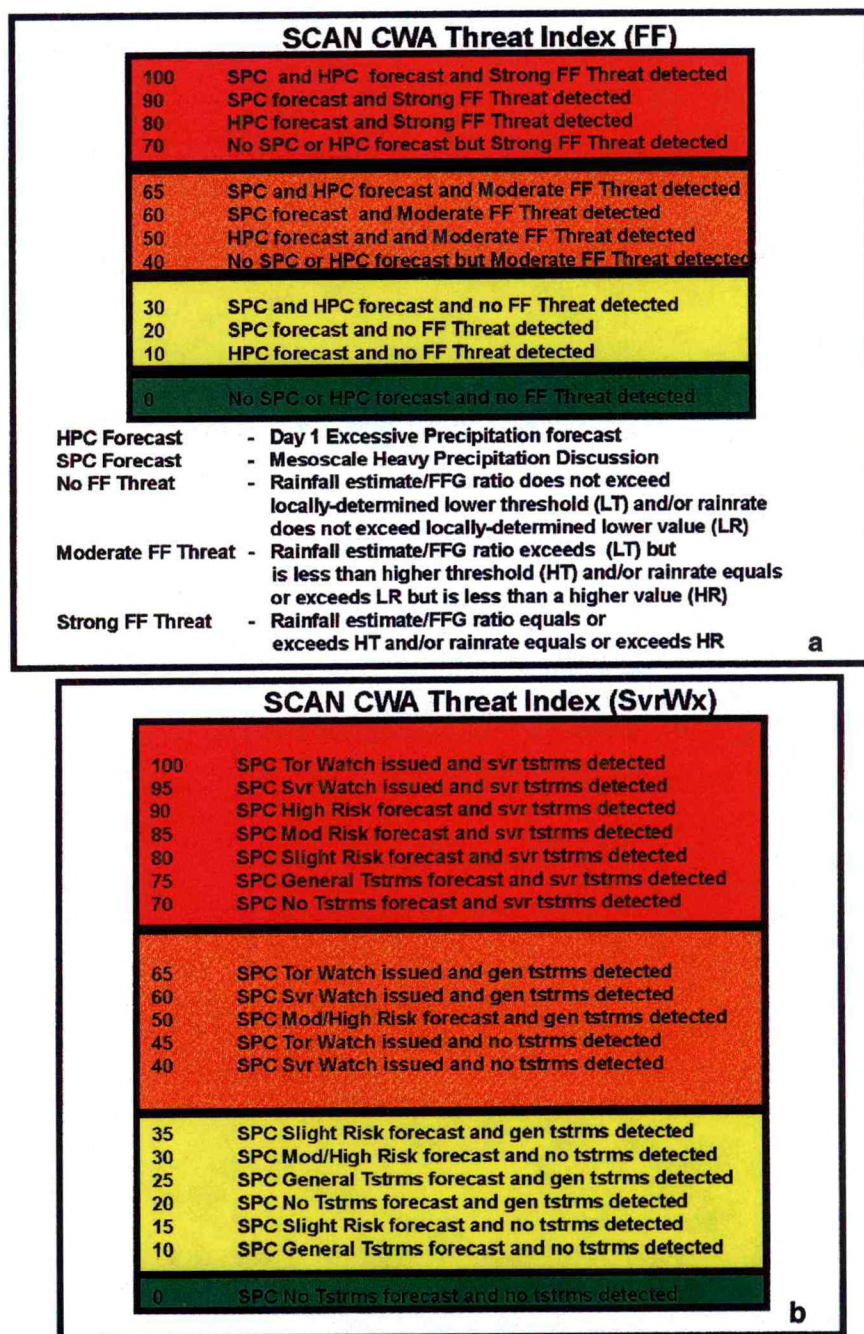 SCAN CWA Threat Index (FF)
100 SPC and HPC forecast and Strong FF Threat detected
90 SPC forecast and Strong FF Threat detected
80 HPC forecast and Strong FF Threat detected
70 No SPC or HPC forecast but Strong FF Threat detected
65 SPC and HPC forecast and Moderate FF Threat detected
60 SPC forecast and Moderate FF Threat detected
50 HPC forecast and and Moderate FF Threat detected
40 No SPC or HPC forecast but Moderate FF Threat detected
30 SPC and HPC forecast and no FF Threat detected
20 SPC forecast and no FF Threat detected
10 HPC forecast and no FF Threat detected
0 No SPC or HPC forecast and no FF Threat detected
HPC Forecast - Day 1 Excessive Precipitation forecast
SPC Forecast - Mesoscale Heavy Precipitation Discussion
No FF Threat - Rainfall estimate/FFG ratio does not exceed
locally-determined lower threshold (LT) and/or rainrate
does not exceed locally-determined lower value (LR)
Moderate FF Threat - Rainfall estimate/FFG ratio exceeds (LT) but
is less than higher threshold (HT) and/or rainrate equals
or exceeds LR but is less than a higher value (HR)
Strong FF Threat - Rainfall estimate/FFG ratio equals or
exceeds HT and/or rainrate equals or exceeds HR
a
SCAN CWA Threat Index (SvrWx)
100 SPC Tor Watch issued and svr tstrms detected
95 SPC Svr Watch issued and svr tstrms detected
90 SPC High Risk forecast and svr tstrms detected
85 SPC Mod Risk forecast and svr tstrms detected
80 SPC Slight Risk forecast and svr tstrms detected
75 SPC General Tstrms forecast and svr tstrms detected
70 SPC No Tstrms forecast and svr tstrms detected
65 SPC Tor Watch issued and gen tstrms detected
60 SPC Svr Watch issued and gen tstrms detected
50 SPC Mod/High Risk forecast and gen tstrms detected
45 SPC Tor Watch issued and no tstrms detected
40 SPC Svr Watch issued and no tstrms detected
35 SPC Slight Risk forecast and gen tstrms detected
30 SPC Mod/High Risk forecast and no tstrms detected
25 SPC General Tstrms forecast and gen tstrms detected
20 SPC No Tstrms forecast and gen tstrms detected
15 SPC Slight Risk forecast and no tstrms detected
10 SPC General Tstrms forecast and no tstrms detected
0 SPC No Tstrms forecast and no tstrms detected
b